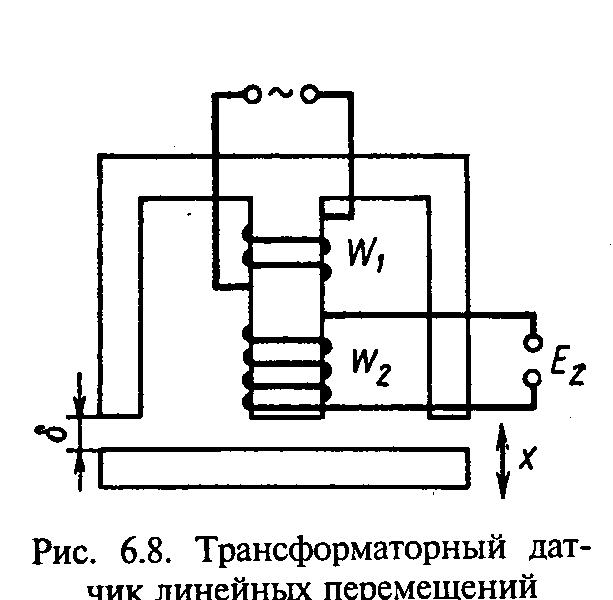 ~
W₁
W₂
E₂
δ
x
Рис. 6.8. Трансформаторный дат-
чик линейных перемещений